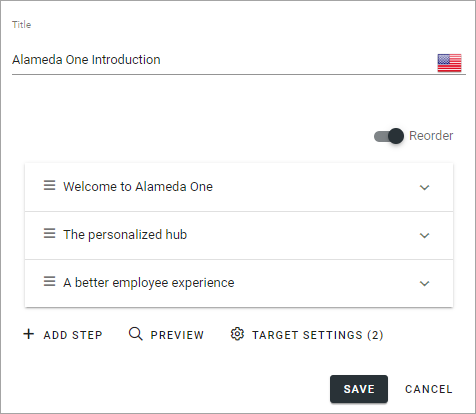 Title
Alameda One Introduction
Reorder
Welcome to Alameda One
The personalized hub
A better employee experience
ADD STEP PREVIEW TARGET SETTINGS (2)
SAVE CANCEL